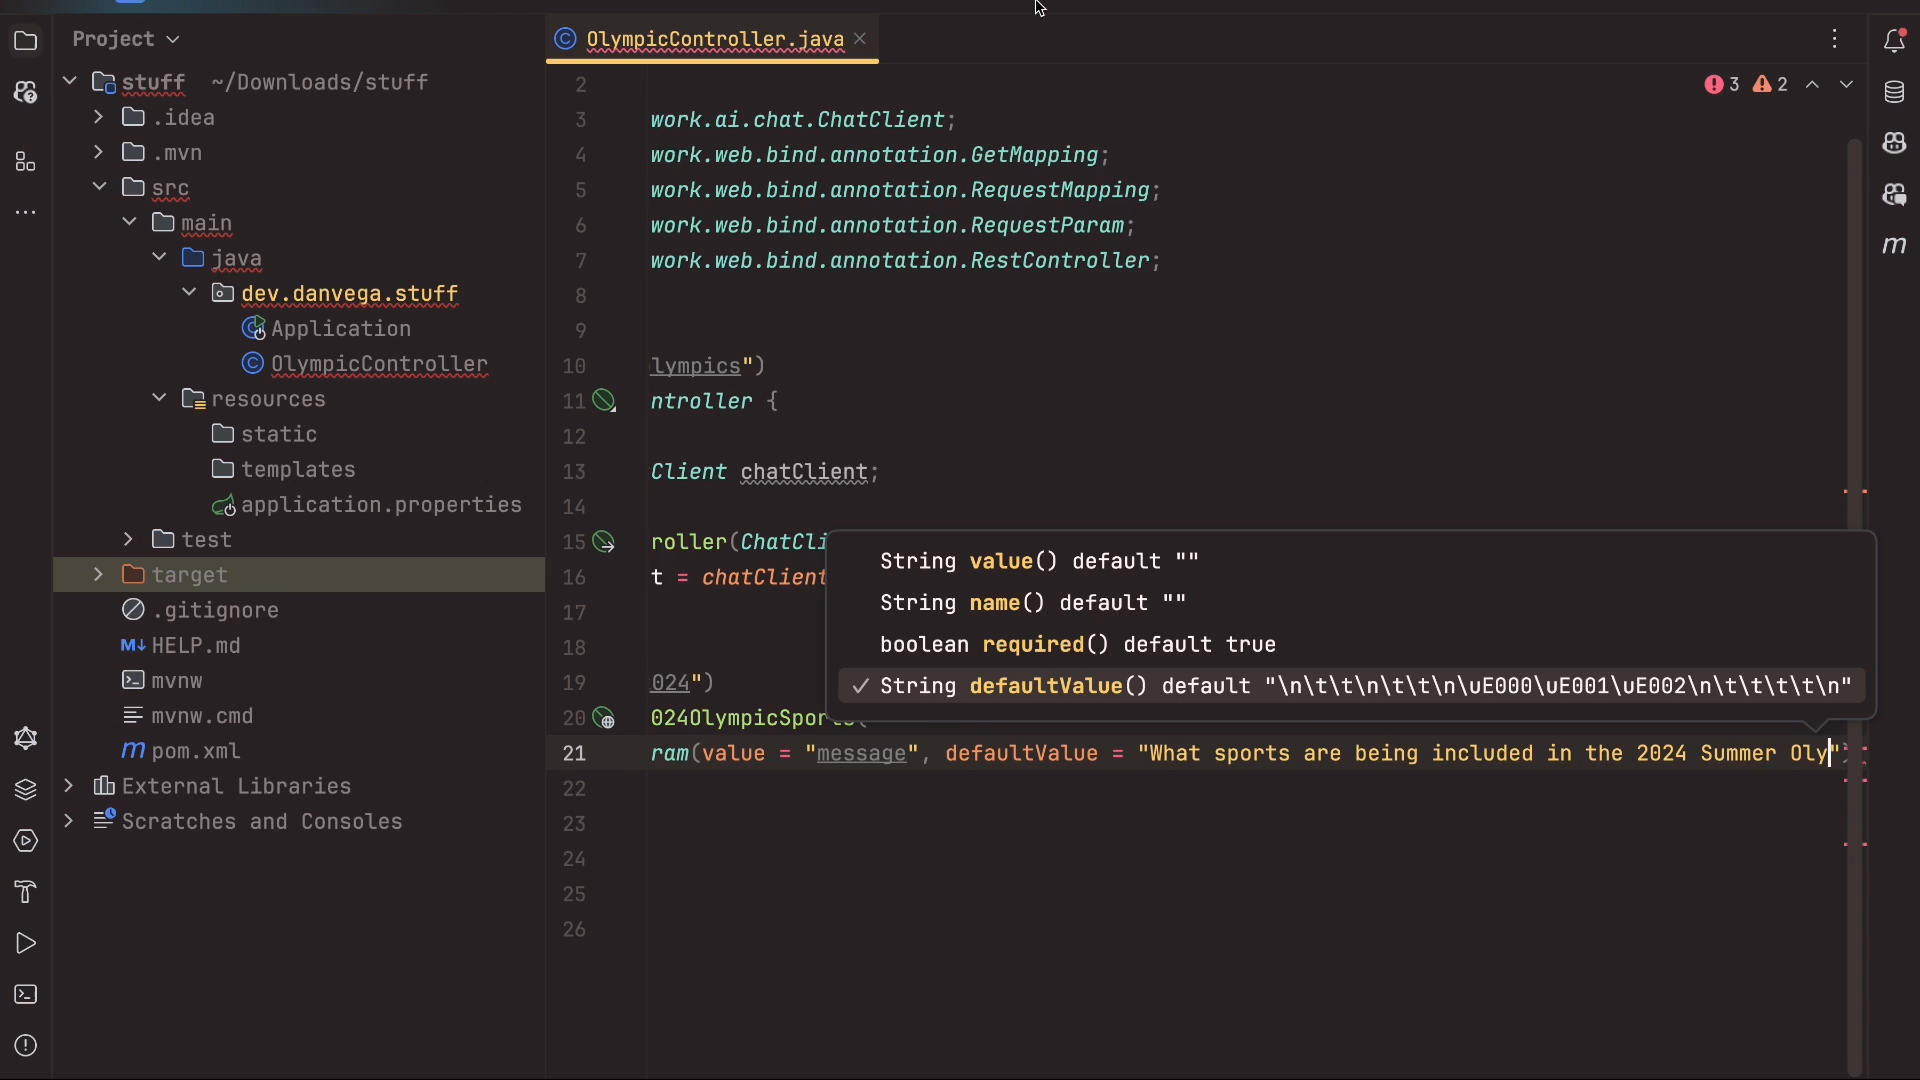 Project
OlympicController.java
stuff ~/Downloads/stuff
.idea
.mvn
src
main
java
dev.danvega.stuff
Application
OlympicController
resources
static
templates
application.properties
test
target
.gitignore
M↓ HELP.md
mvnw
mvnw.cmd
m pom.xml
External Libraries
Scratches and Consoles
3 2
2
3 work.ai.chat.ChatClient;
4 work.web.bind.annotation.GetMapping;
5 work.web.bind.annotation.RequestMapping;
6 work.web.bind.annotation.RequestParam;
7 work.web.bind.annotation.RestController;
8
9
10 lympics")
11 ntroller {
12
13 Client chatClient;
14
15 roller(ChatCli
16 t = chatClient
17
18
19 024")
20 024OlympicSports(
21 ram(value = "message", defaultValue = "What sports are being included in the 2024 Summer Oly")
22
23
24
25
26
String value() default ""
String name() default ""
boolean required() default true
String defaultValue() default "\n\t\t\n\t\t\n\uE000\uE001\uE002\n\t\t\t\t\n"
m